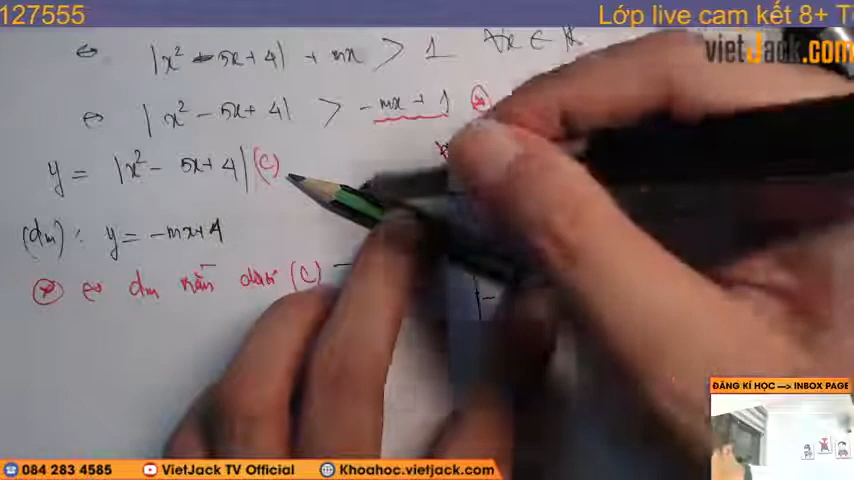 127555
Lớp live cam kết 8+ T
vietJack.com
⇔ |x² - 5x + 4| + mx > 1 ∀x ∈ R
⇔ |x² - 5x + 4| > -mx + 1 (*)
y = |x² - 5x + 4| (C)
(dm): y = -mx + 4
(*) ⇔ dm nằm dưới (C)
ĐĂNG KÍ HỌC —> INBOX PAGE
084 283 4585 VietJack TV Official Khoahoc.vietjack.com